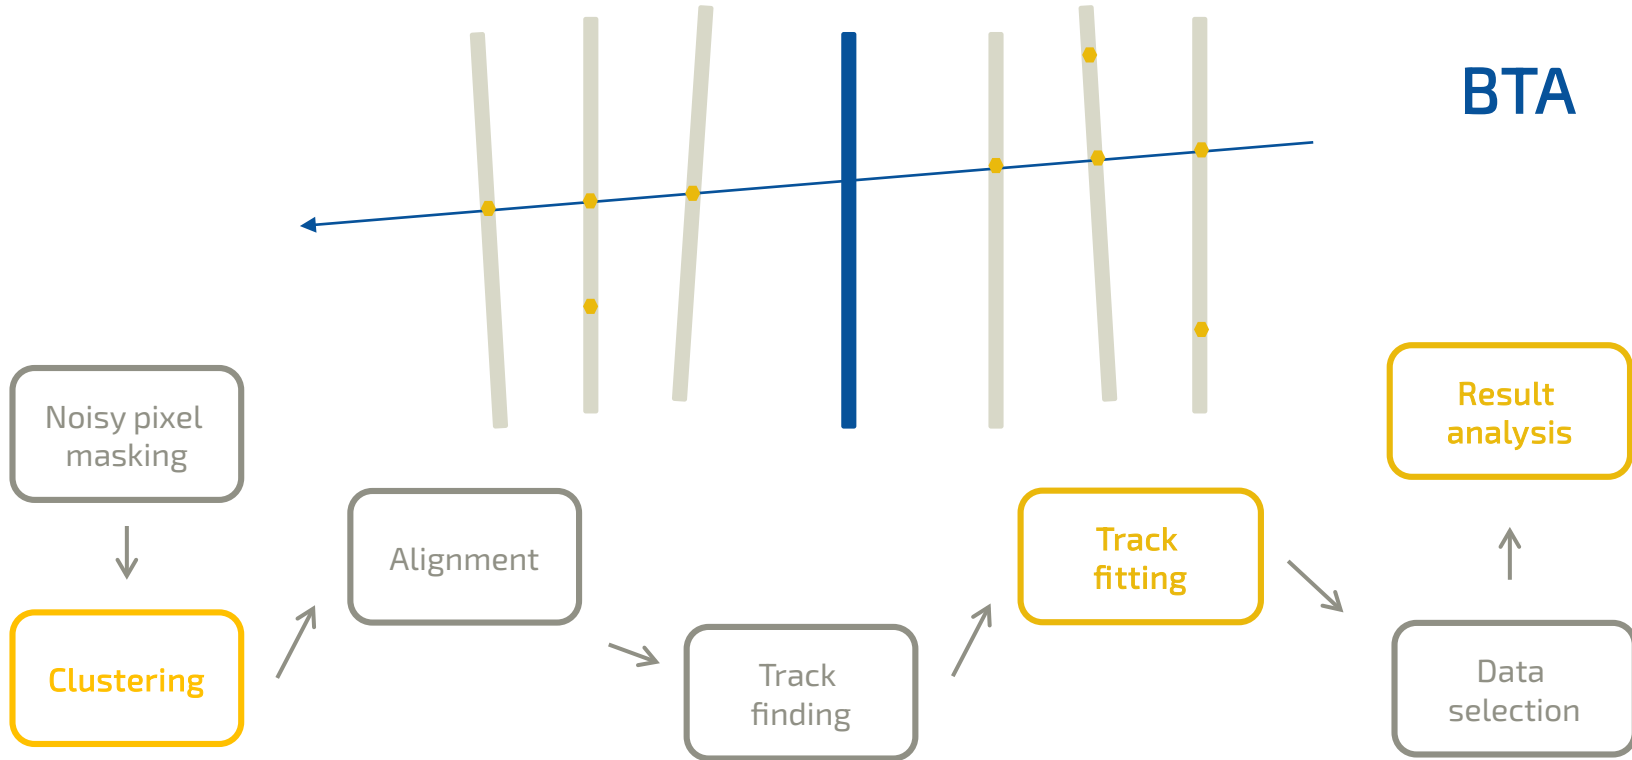 BTA
Noisy pixel
masking
Clustering
Alignment
Track
finding
Track
fitting
Data
selection
Result
analysis